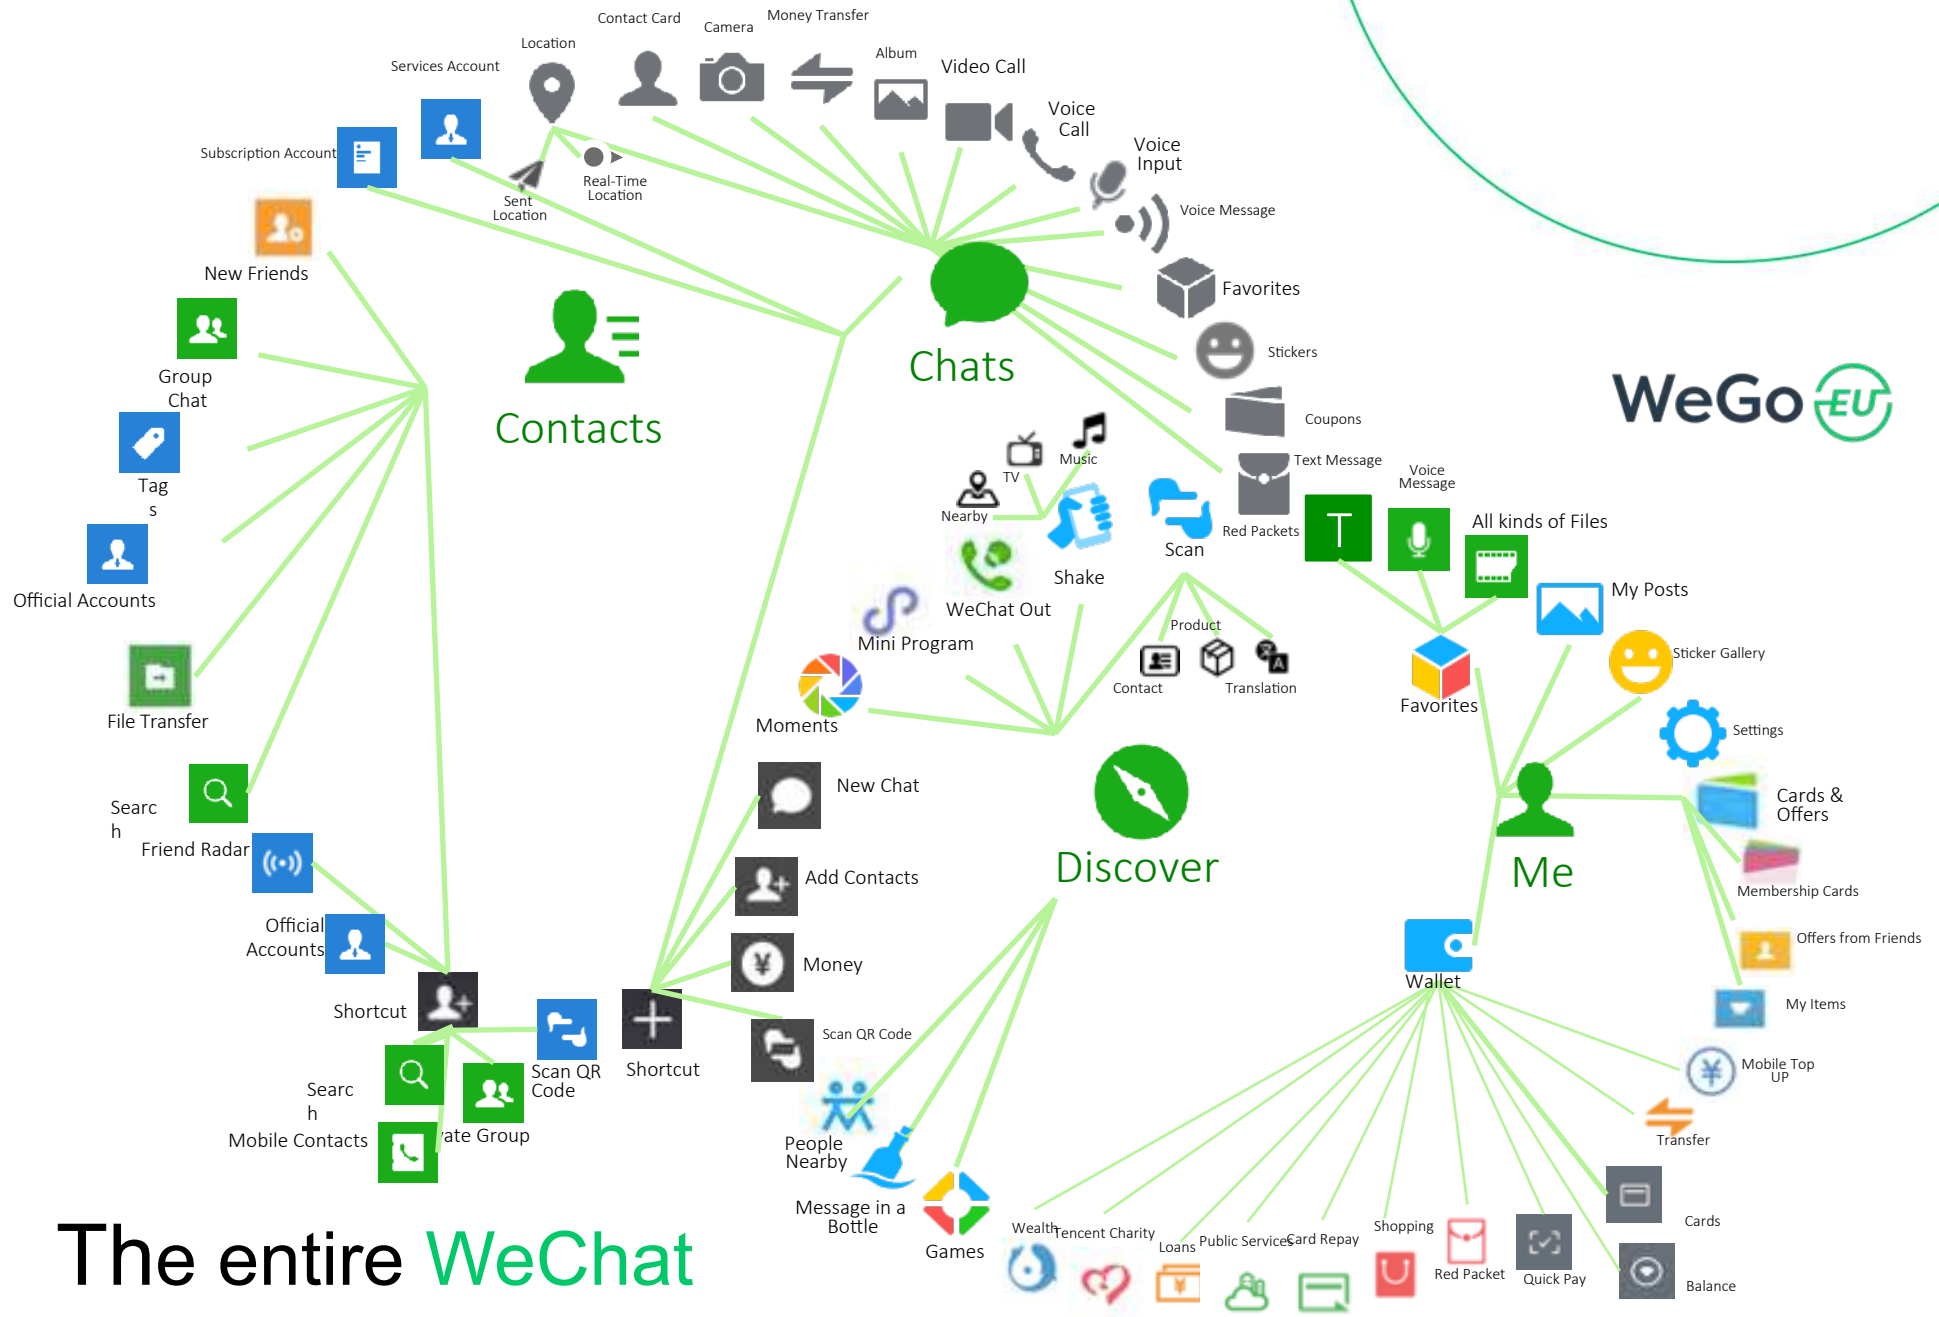 Contact Card
Camera
Money Transfer
Location
Album
Services Account
Video Call
Voice
Call
Voice
Input
Subscription Account
Real-Time
Location
Sent
Location
Voice Message
New Friends
Favorites
Group
Chat
Stickers
Chats
Contacts
Coupons
WeGo EU
Music
TV
Text Message
Voice
Message
Tag
s
Nearby
Red Packets
T
All kinds of Files
Scan
Shake
My Posts
Official Accounts
WeChat Out
Product
Mini Program
Sticker Gallery
Contact
Translation
Favorites
File Transfer
Moments
Settings
New Chat
Cards &
Offers
Searc
h
Friend Radar
Discover
Me
Add Contacts
Membership Cards
Official
Accounts
Offers from Friends
¥
Money
Wallet
Shortcut
My Items
Scan QR
Code
Shortcut
Scan QR Code
Mobile Top
UP
¥
Searc
h
Mobile Contacts
vate Group
People
Nearby
Transfer
Message in a
Bottle
Games
Wealth
Tencent Charity
Loans
Public Services
Card Repay
Shopping
Red Packet
Quick Pay
Cards
Balance
¥
The entire WeChat